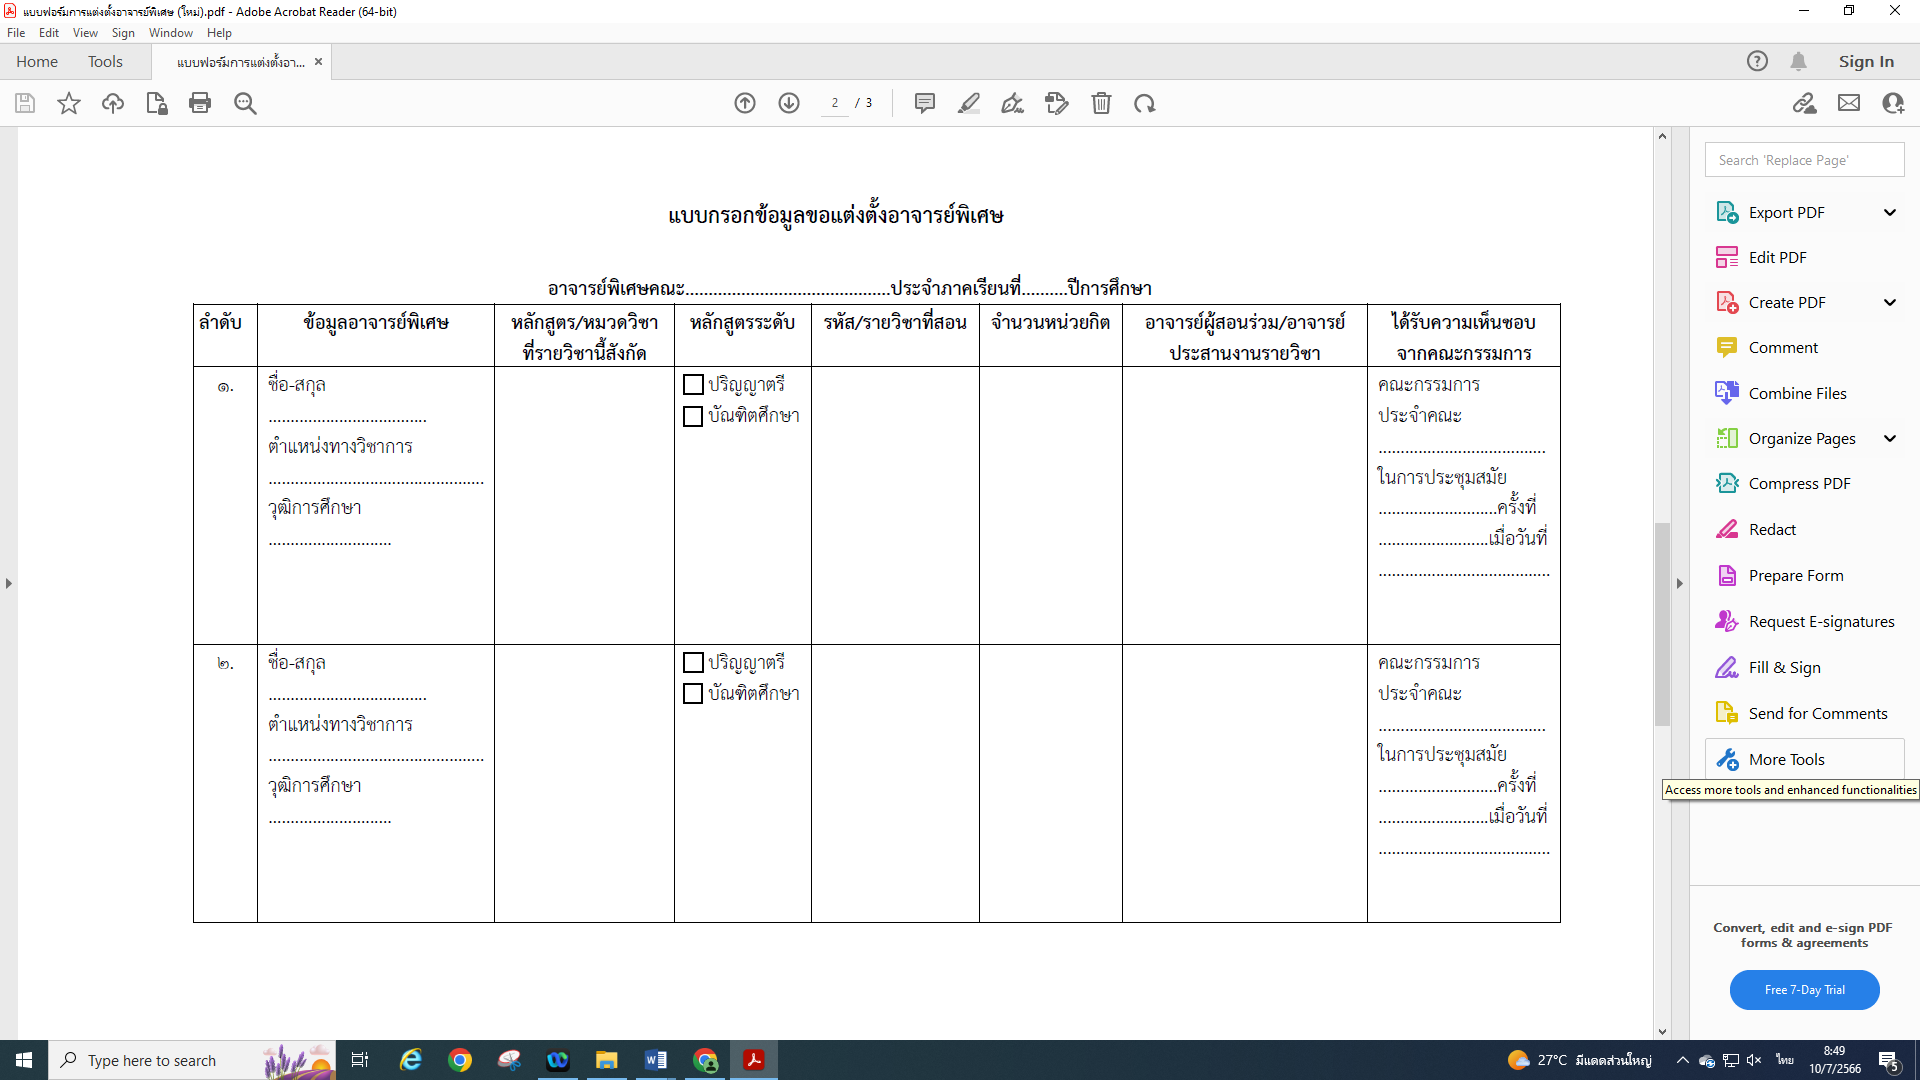 แบบฟอร์มการแต่งตั้งอาจารย์พิเศษ (ใหม่).pdf - Adobe Acrobat Reader (64-bit)
File Edit View Sign Window Help
Home Tools แบบฟอร์มการแต่งตั้งอา... × Sign In
2 / 3
Search 'Replace Page'
แบบกรอกข้อมูลขอแต่งตั้งอาจารย์พิเศษ
อาจารย์พิเศษคณะ............................................ประจำภาคเรียนที่..........ปีการศึกษา
ลำดับ ข้อมูลอาจารย์พิเศษ หลักสูตร/หมวดวิชา หลักสูตรระดับ รหัส/รายวิชาที่สอน จำนวนหน่วยกิต อาจารย์ผู้สอนร่วม/อาจารย์ ได้รับความเห็นชอบ
ที่รายวิชานี้สังกัด ประสานงานรายวิชา จากคณะกรรมการ
๑. ชื่อ-สกุล ปริญญาตรี คณะกรรมการ
.................................... บัณฑิตศึกษา ประจำคณะ
ตำแหน่งทางวิชาการ ......................................
................................................. ในการประชุมสมัย
วุฒิการศึกษา ...........................ครั้งที่
............................ .........................เมื่อวันที่
.......................................
๒. ชื่อ-สกุล ปริญญาตรี คณะกรรมการ
.................................... บัณฑิตศึกษา ประจำคณะ
ตำแหน่งทางวิชาการ ......................................
................................................. ในการประชุมสมัย
วุฒิการศึกษา ...........................ครั้งที่
............................ .........................เมื่อวันที่
.......................................
Export PDF
Edit PDF
Create PDF
Comment
Combine Files
Organize Pages
Compress PDF
Redact
Prepare Form
Request E-signatures
Fill & Sign
Send for Comments
More Tools
Access more tools and enhanced functionalities
Convert, edit and e-sign PDF
forms & agreements
Free 7-Day Trial
Type here to search
27°C มีแดดส่วนใหญ่ ไทย
8:49
10/7/2566
5